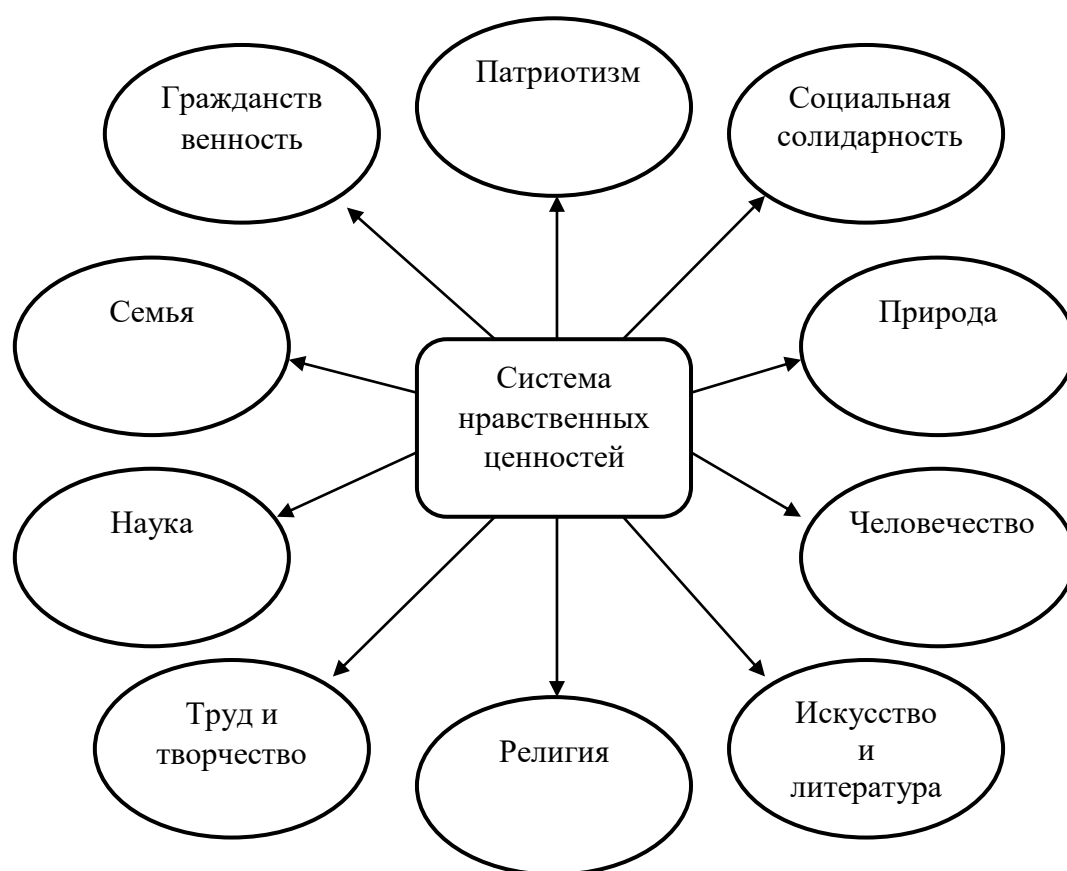 Патриотизм
Гражданств
венность
Социальная
солидарность
Семья
Природа
Система
нравственных
ценностей
Наука
Человечество
Труд и
творчество
Религия
Искусство
и
литература